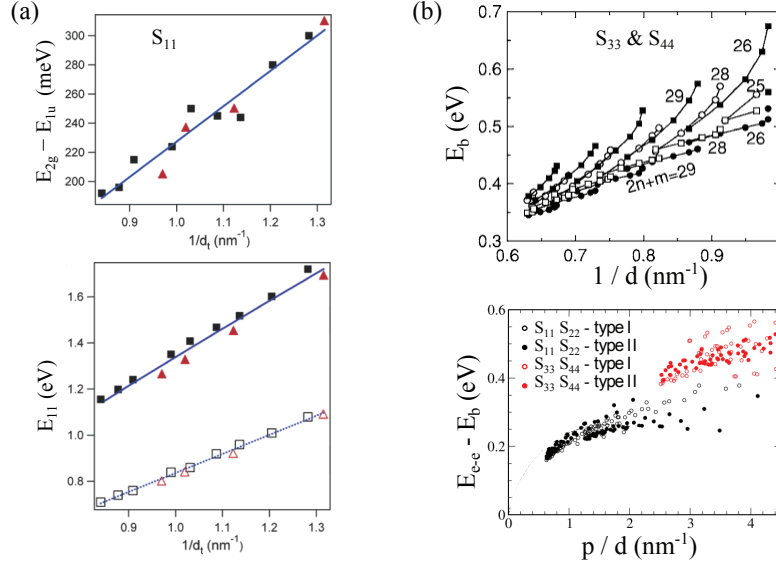 (a)
S₁₁
E₂g – E₁u (meV)
300
280
260
240
220
200
0.9 1.0 1.1 1.2 1.3
1/dₜ (nm⁻¹)
E₁₁ (eV)
1.6
1.4
1.2
1.0
0.8
0.9 1.0 1.1 1.2 1.3
1/dₜ (nm⁻¹)
(b)
S₃₃ & S₄₄
E_b (eV)
0.7
0.6
0.5
0.4
0.3
26
28
25
29
28
26
2n+m=29
0.6 0.7 0.8 0.9
1 / d (nm⁻¹)
E_e-e - E_b (eV)
0.6
0.4
0.2
0.0
S₁₁ S₂₂ - type I
S₁₁ S₂₂ - type II
S₃₃ S₄₄ - type I
S₃₃ S₄₄ - type II
0 1 2 3 4
p / d (nm⁻¹)